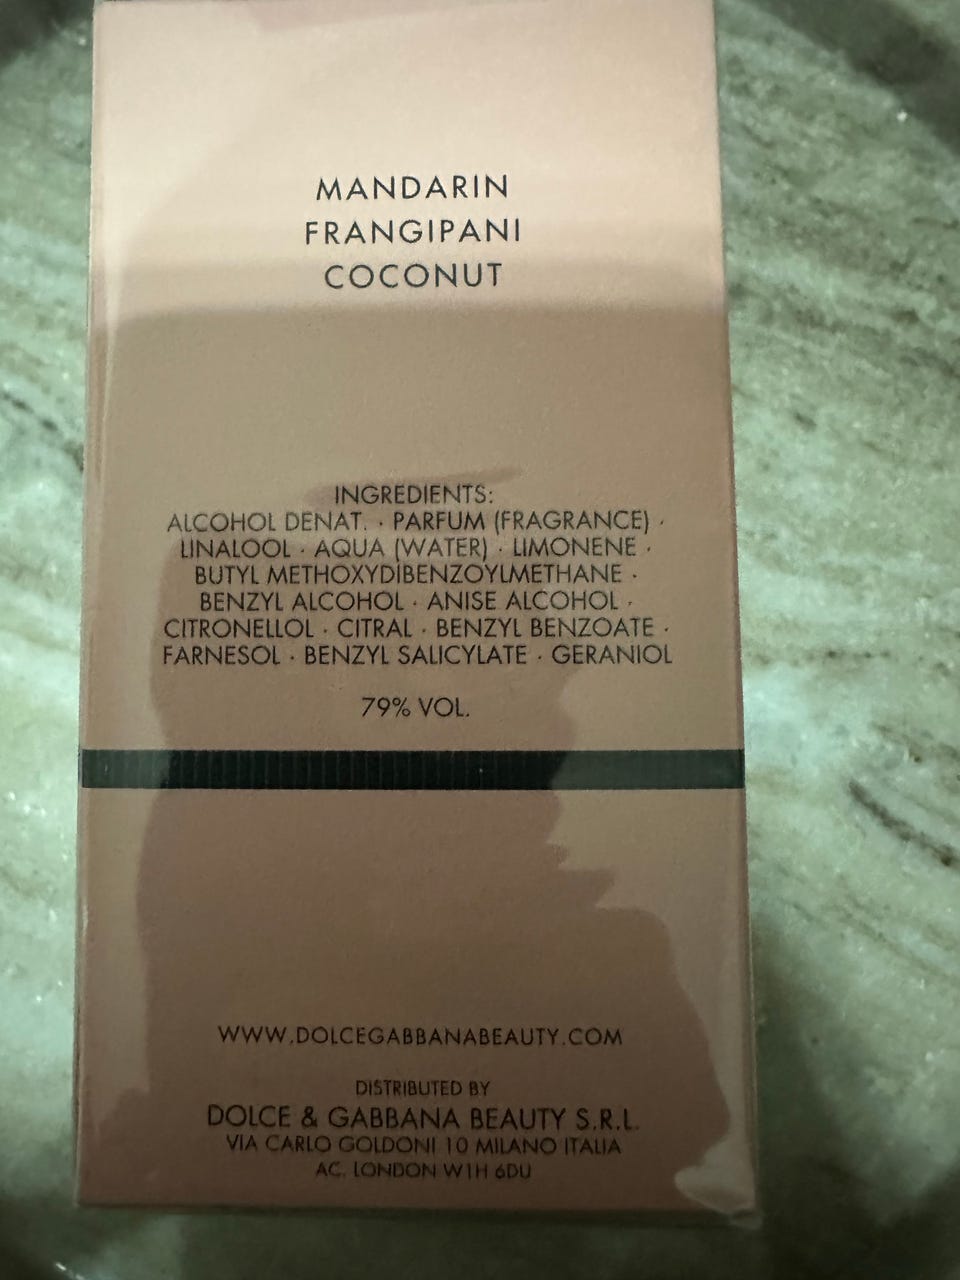 MANDARIN
FRANGIPANI
COCONUT
INGREDIENTS:
ALCOHOL DENAT. · PARFUM (FRAGRANCE) ·
LINALOOL · AQUA (WATER) · LIMONENE ·
BUTYL METHOXYDIBENZOYLMETHANE ·
BENZYL ALCOHOL · ANISE ALCOHOL ·
CITRONELLOL · CITRAL · BENZYL BENZOATE ·
FARNESOL · BENZYL SALICYLATE · GERANIOL
79% VOL.
WWW.DOLCEGABBANABEAUTY.COM
DISTRIBUTED BY
DOLCE & GABBANA BEAUTY S.R.L.
VIA CARLO GOLDONI 10 MILANO ITALIA
AC. LONDON W1H 6DU